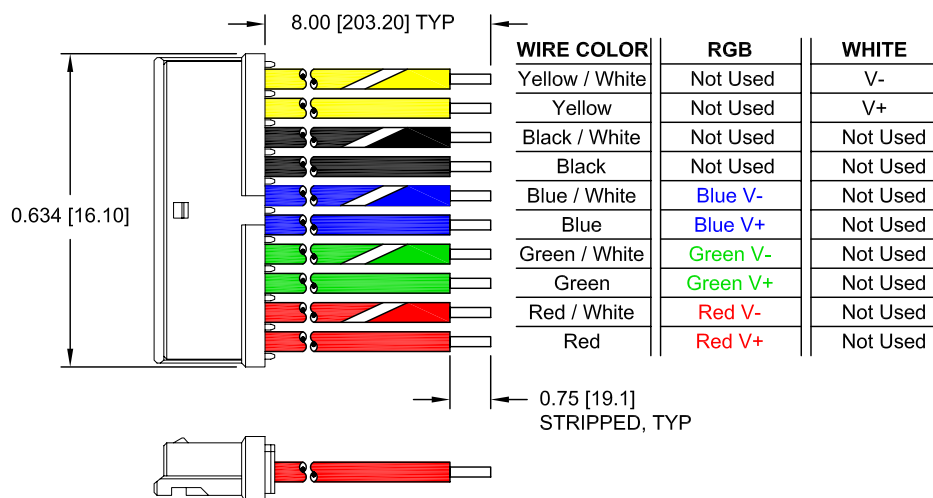 8.00 [203.20] TYP
WIRE COLOR RGB WHITE
Yellow / White Not Used V-
Yellow Not Used V+
Black / White Not Used Not Used
Black Not Used Not Used
Blue / White Blue V- Not Used
0.634 [16.10]
Blue Blue V+ Not Used
Green / White Green V- Not Used
Green Green V+ Not Used
Red / White Red V- Not Used
Red Red V+ Not Used
0.75 [19.1]
STRIPPED, TYP